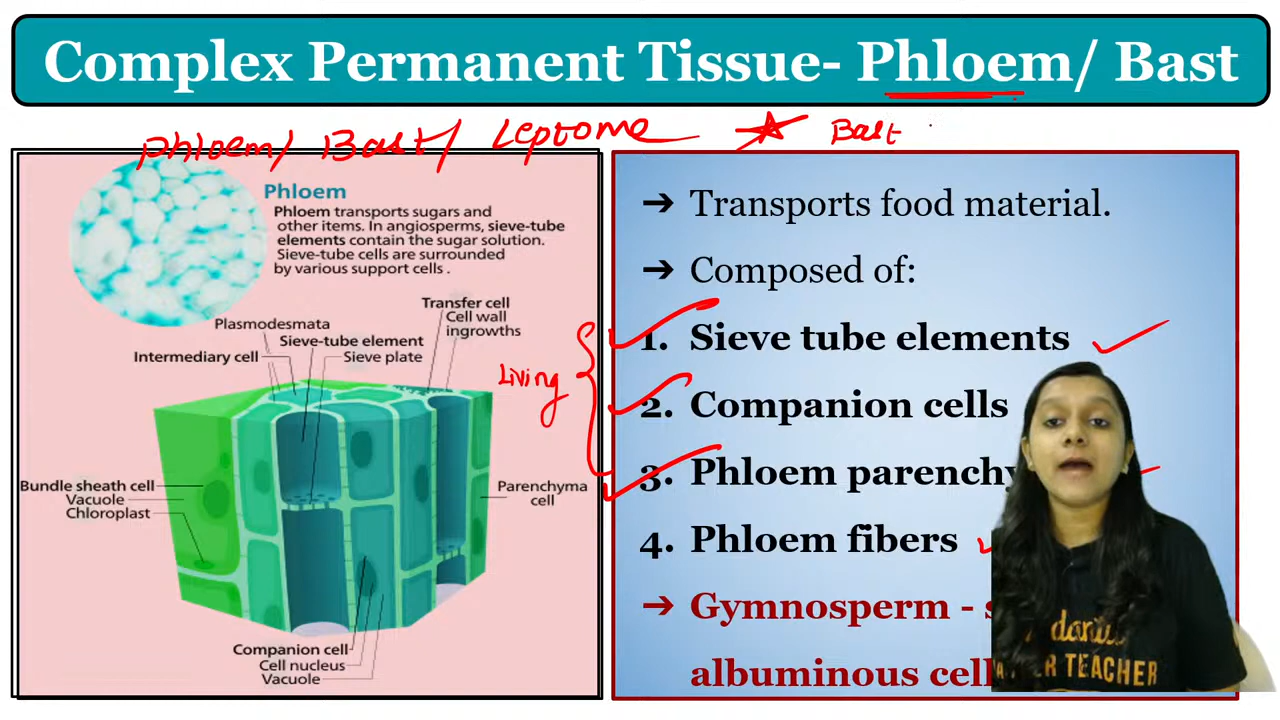 Complex Permanent Tissue- Phloem/ Bast
Phloem/ Bast/ Leptome Bast
Phloem
Phloem transports sugars and
other items. In angiosperms, sieve-tube
elements contain the sugar solution.
Sieve-tube cells are surrounded
by various support cells .
Transfer cell
Cell wall
ingrowths
Plasmodesmata
Sieve-tube element
Intermediary cell
Sieve plate
Living
Bundle sheath cell
Vacuole
Chloroplast
Parenchyma
cell
Companion cell
Cell nucleus
Vacuole
➔ Transports food material.
➔ Composed of:
1. Sieve tube elements
2. Companion cells
3. Phloem parenchy
4. Phloem fibers
➔ Gymnosperm - s
albuminous cel
TEACHER